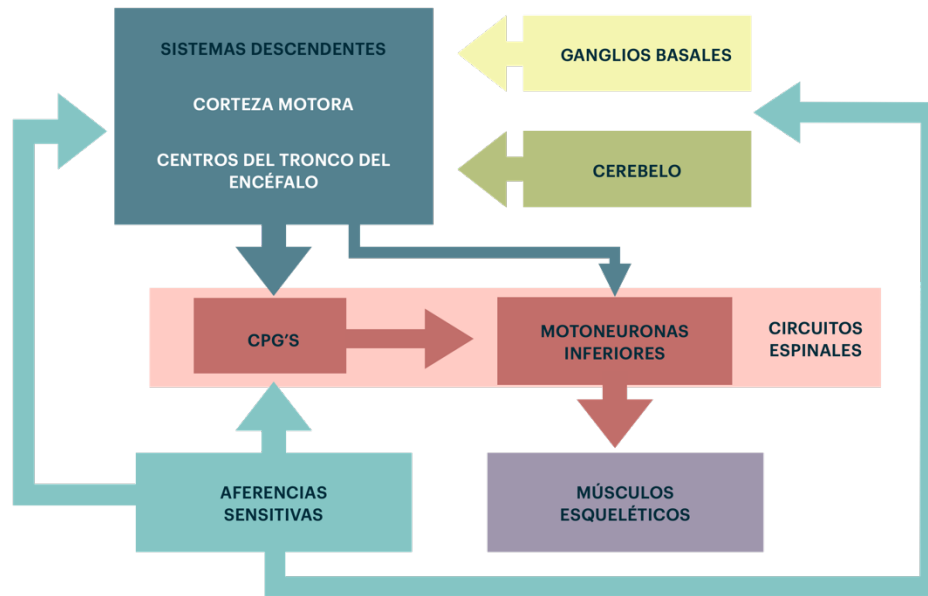 SISTEMAS DESCENDENTES
CORTEZA MOTORA
CENTROS DEL TRONCO DEL
ENCÉFALO
GANGLIOS BASALES
CEREBELO
CPG'S
MOTONEURONAS
INFERIORES
CIRCUITOS
ESPINALES
AFERENCIAS
SENSITIVAS
MÚSCULOS
ESQUELÉTICOS